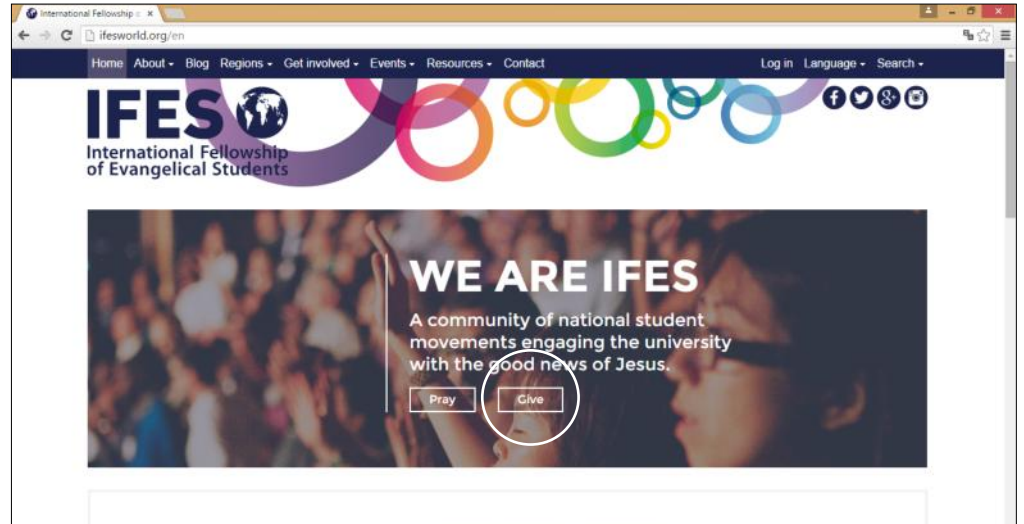 International Fellowship
ifesworld.org/en
Home About Blog Regions Get involved Events Resources Contact Log in Language Search
IFES
International Fellowship
of Evangelical Students
WE ARE IFES
A community of national student
movements engaging the university
with the good news of Jesus.
Pray Give